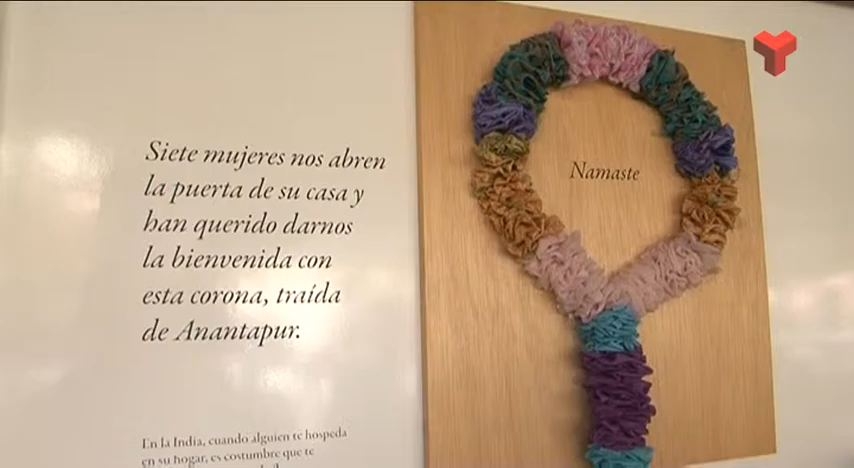 Siete mujeres nos abren
la puerta de su casa y
han querido darnos
la bienvenida con
esta corona, traída
de Anantapur.
En la India, cuando alguien te hospeda
en su hogar, es costumbre que te
Namaste